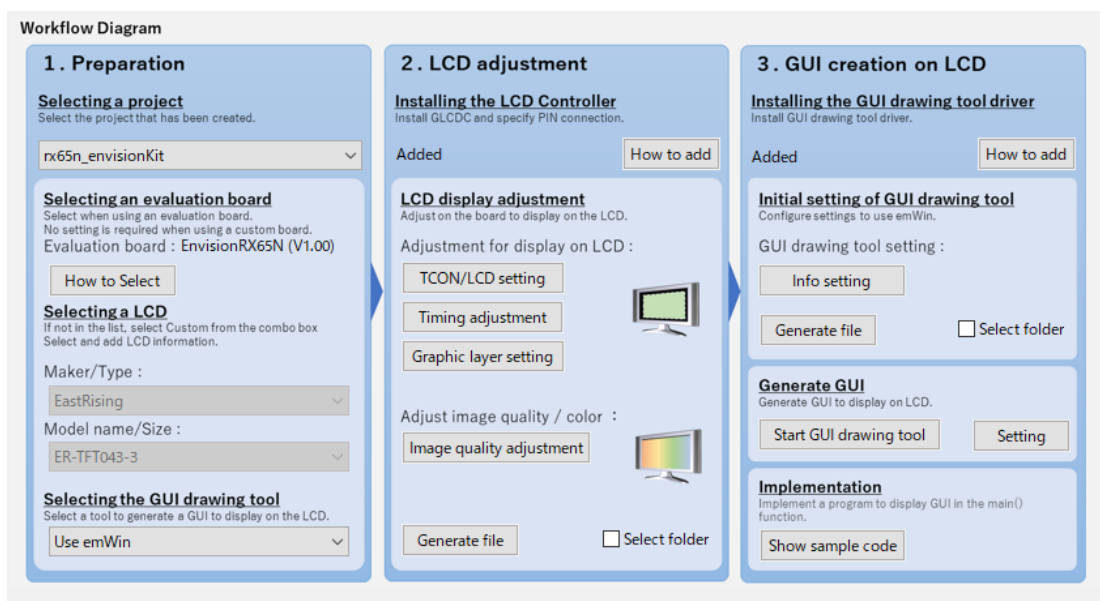 Workflow Diagram
1. Preparation
Selecting a project
Select the project that has been created.
rx65n_envisionKit
Selecting an evaluation board
Select when using an evaluation board.
No setting is required when using a custom board.
Evaluation board : EnvisionRX65N (V1.00)
How to Select
Selecting a LCD
If not in the list, select Custom from the combo box
Select and add LCD information.
Maker/Type :
EastRising
Model name/Size :
ER-TFT043-3
Selecting the GUI drawing tool
Select a tool to generate a GUI to display on the LCD.
Use emWin
2. LCD adjustment
Installing the LCD Controller
Install GLCDC and specify PIN connection.
Added How to add
LCD display adjustment
Adjust on the board to display on the LCD.
Adjustment for display on LCD :
TCON/LCD setting
Timing adjustment
Graphic layer setting
Adjust image quality / color :
Image quality adjustment
Generate file Select folder
3. GUI creation on LCD
Installing the GUI drawing tool driver
Install GUI drawing tool driver.
Added How to add
Initial setting of GUI drawing tool
Configure settings to use emWin.
GUI drawing tool setting :
Info setting
Generate file Select folder
Generate GUI
Generate GUI to display on LCD.
Start GUI drawing tool Setting
Implementation
Implement a program to display GUI in the main()
function.
Show sample code